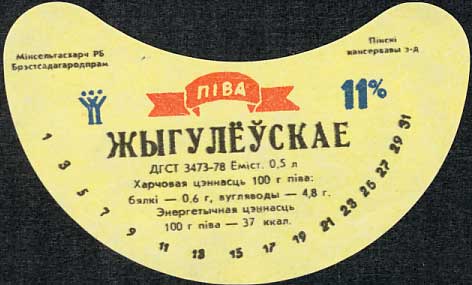 Мінсельгасхарч РБ
Брэстсадагародпрам
Пінскі
кансервавы з-д
ПІВА
11%
ЖЫГУЛЁЎСКАЕ
ДГСТ 3473-78 Еміст. 0,5 л
Харчовая цэннасць 100 г піва:
бялкі — 0,6 г, вугляводы — 4,8 г.
Энергетычная цэннасць
100 г піва — 37 ккал.
1 3 5 7 9 11 13 15 17 19 21 23 25 27 29 31